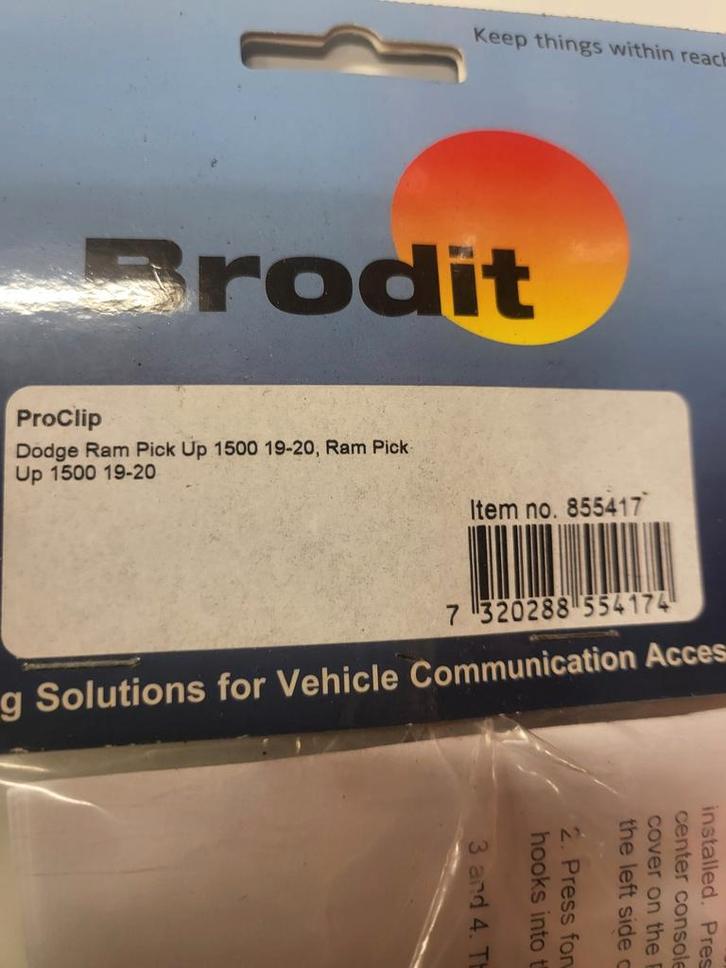 Keep things within reach
Brodit
ProClip
Dodge Ram Pick Up 1500 19-20, Ram Pick
Up 1500 19-20
Item no. 855417
7 320288 554174
g Solutions for Vehicle Communication Acces
installed. Pres
center console
cover on the
the left side
2. Press
hooks into
3 and 4.